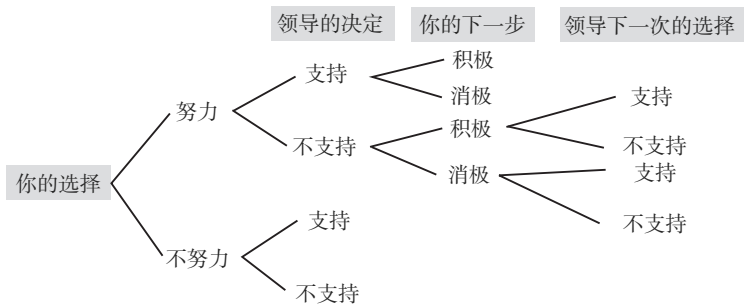 领导的决定
你的下一步
领导下一次的选择
积极
支持
消极
支持
努力
积极
不支持
不支持
消极
支持
你的选择
支持
不支持
不努力
不支持